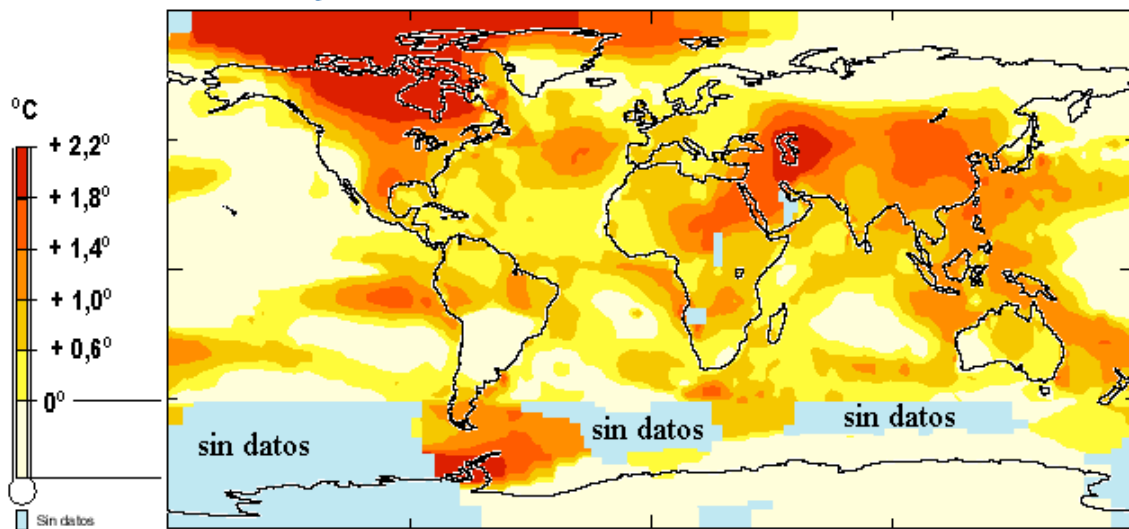 °C
+ 2,2°
+ 1,8°
+ 1,4°
+ 1,0°
+ 0,6°
0°
Sin datos
sin datos
sin datos
sin datos